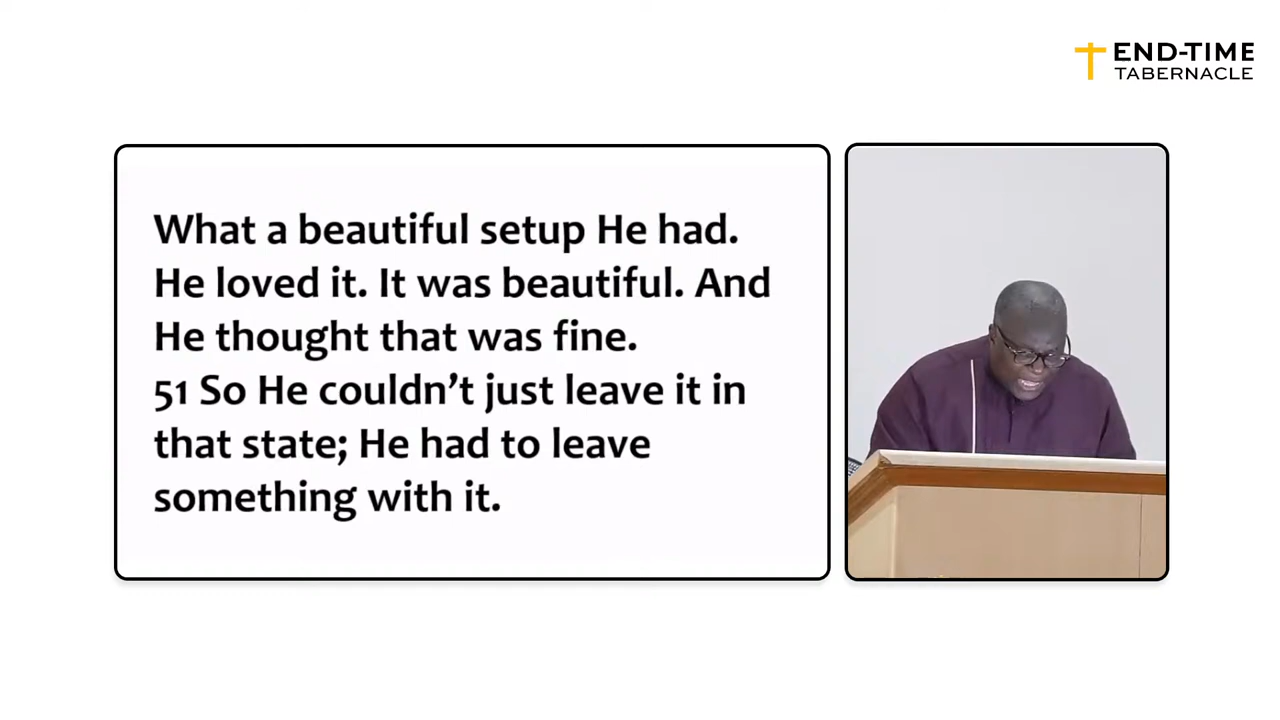 END-TIME
TABERNACLE
What a beautiful setup He had.
He loved it. It was beautiful. And
He thought that was fine.
51 So He couldn’t just leave it in
that state; He had to leave
something with it.